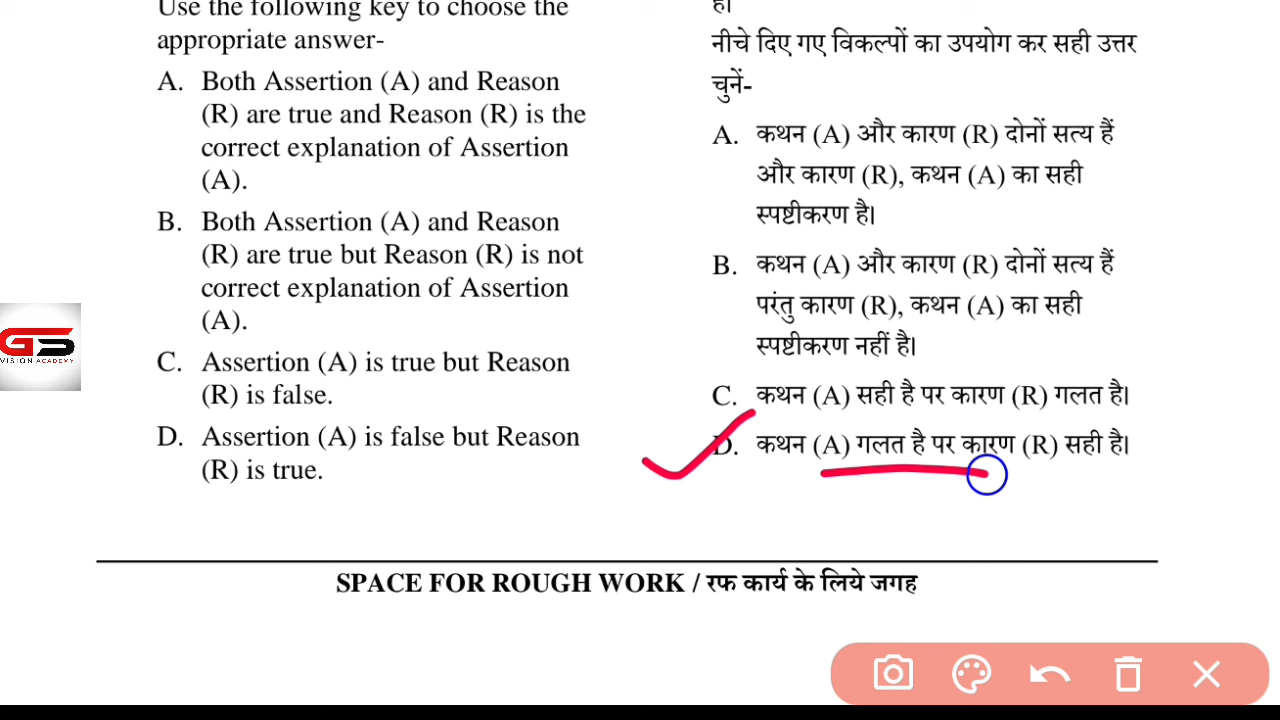 Use the following key to choose the
appropriate answer-
A. Both Assertion (A) and Reason
(R) are true and Reason (R) is the
correct explanation of Assertion
(A).
B. Both Assertion (A) and Reason
(R) are true but Reason (R) is not
correct explanation of Assertion
(A).
C. Assertion (A) is true but Reason
(R) is false.
D. Assertion (A) is false but Reason
(R) is true.
है।
नीचे दिए गए विकल्पों का उपयोग कर सही उत्तर
चुनें-
A. कथन (A) और कारण (R) दोनों सत्य हैं
और कारण (R), कथन (A) का सही
स्पष्टीकरण है।
B. कथन (A) और कारण (R) दोनों सत्य हैं
परंतु कारण (R), कथन (A) का सही
स्पष्टीकरण नहीं है।
C. कथन (A) सही है पर कारण (R) गलत है।
D. कथन (A) गलत है पर कारण (R) सही है।
GS
VISION ACADEMY
SPACE FOR ROUGH WORK / रफ कार्य के लिये जगह